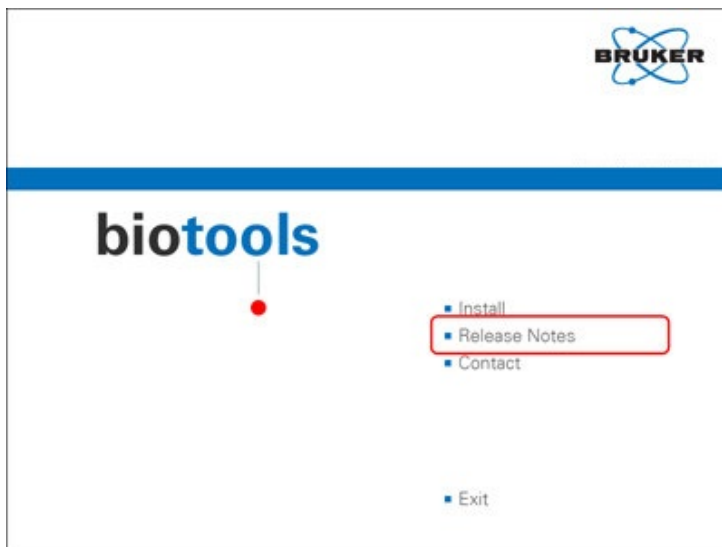 BRUKER
biotools
Install
Release Notes
Contact
Exit